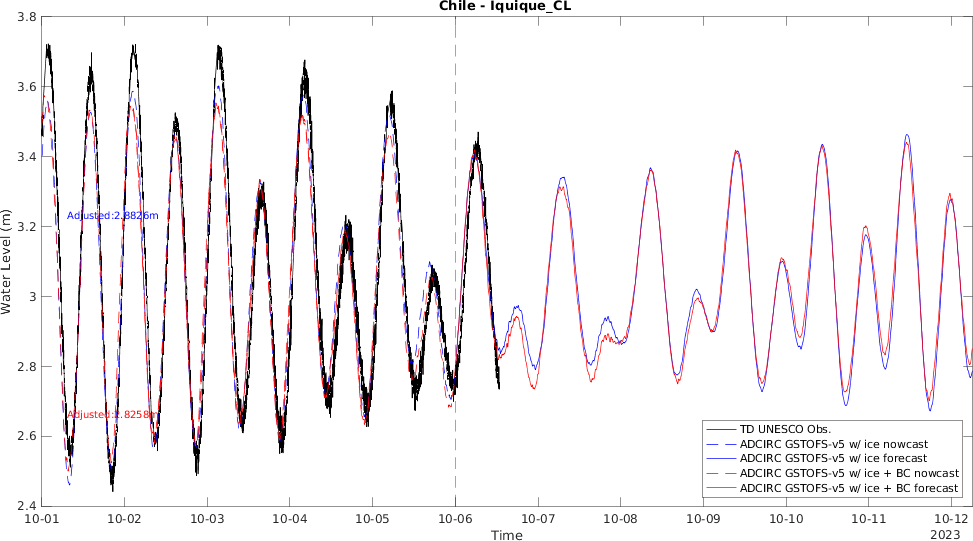 Chile - Iquique_CL
3.8
3.6
3.4
3.2
3
2.8
2.6
2.4
Water Level (m)
Adjusted:2.8826m
Adjusted:2.8258m
TD UNESCO Obs.
ADCIRC GSTOFS-v5 w/ ice nowcast
ADCIRC GSTOFS-v5 w/ ice forecast
ADCIRC GSTOFS-v5 w/ ice + BC nowcast
ADCIRC GSTOFS-v5 w/ ice + BC forecast
10-01 10-02 10-03 10-04 10-05 10-06 10-07 10-08 10-09 10-10 10-11 10-12
Time
2023